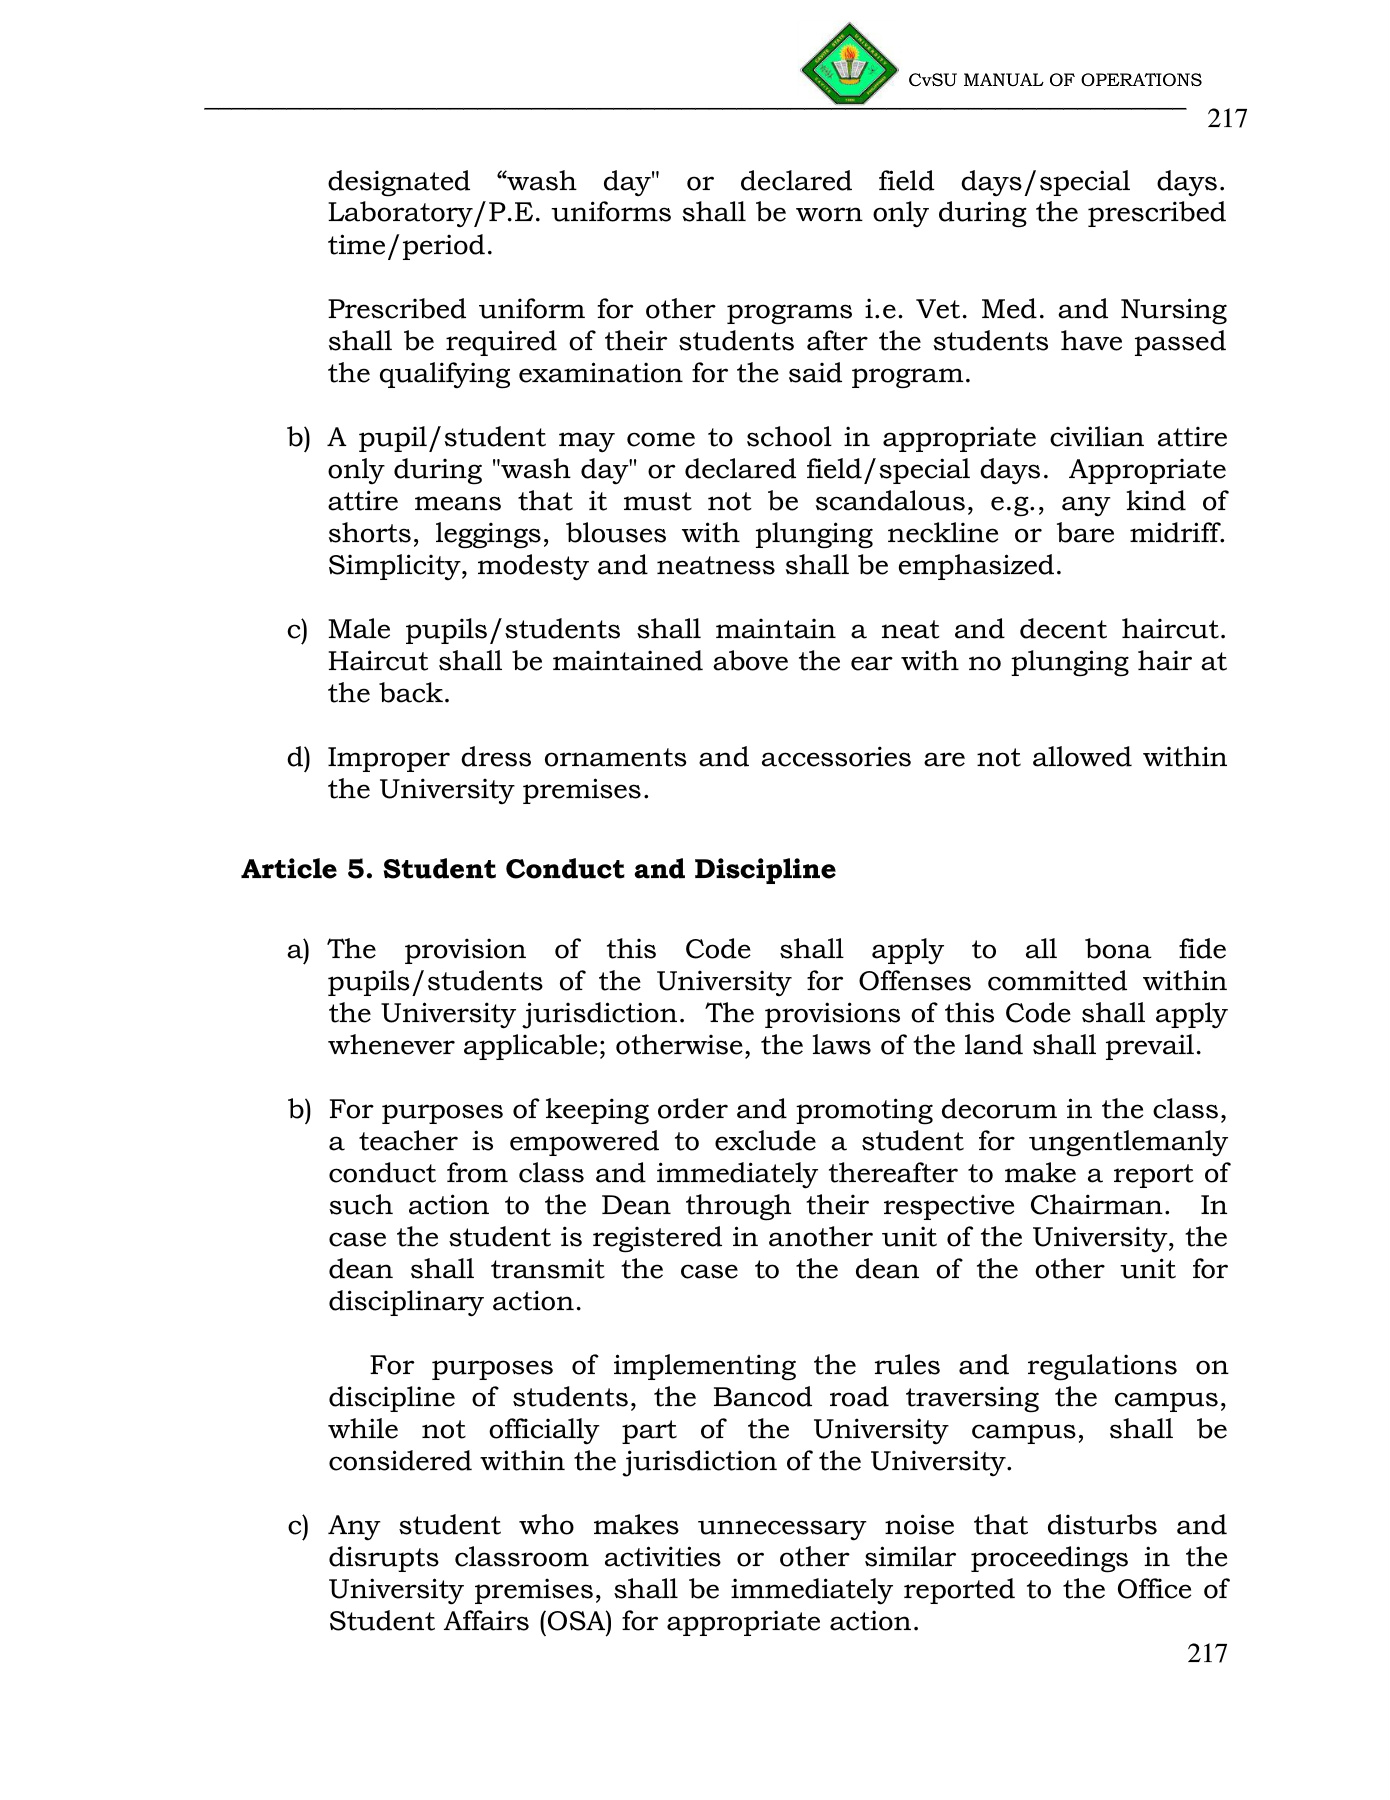 CvSU MANUAL OF OPERATIONS
217
designated “wash day" or declared field days/special days.
Laboratory/P.E. uniforms shall be worn only during the prescribed
time/period.
Prescribed uniform for other programs i.e. Vet. Med. and Nursing
shall be required of their students after the students have passed
the qualifying examination for the said program.
b) A pupil/student may come to school in appropriate civilian attire
only during "wash day" or declared field/special days. Appropriate
attire means that it must not be scandalous, e.g., any kind of
shorts, leggings, blouses with plunging neckline or bare midriff.
Simplicity, modesty and neatness shall be emphasized.
c) Male pupils/students shall maintain a neat and decent haircut.
Haircut shall be maintained above the ear with no plunging hair at
the back.
d) Improper dress ornaments and accessories are not allowed within
the University premises.
Article 5. Student Conduct and Discipline
a) The provision of this Code shall apply to all bona fide
pupils/students of the University for Offenses committed within
the University jurisdiction. The provisions of this Code shall apply
whenever applicable; otherwise, the laws of the land shall prevail.
b) For purposes of keeping order and promoting decorum in the class,
a teacher is empowered to exclude a student for ungentlemanly
conduct from class and immediately thereafter to make a report of
such action to the Dean through their respective Chairman. In
case the student is registered in another unit of the University, the
dean shall transmit the case to the dean of the other unit for
disciplinary action.
For purposes of implementing the rules and regulations on
discipline of students, the Bancod road traversing the campus,
while not officially part of the University campus, shall be
considered within the jurisdiction of the University.
c) Any student who makes unnecessary noise that disturbs and
disrupts classroom activities or other similar proceedings in the
University premises, shall be immediately reported to the Office of
Student Affairs (OSA) for appropriate action.
217